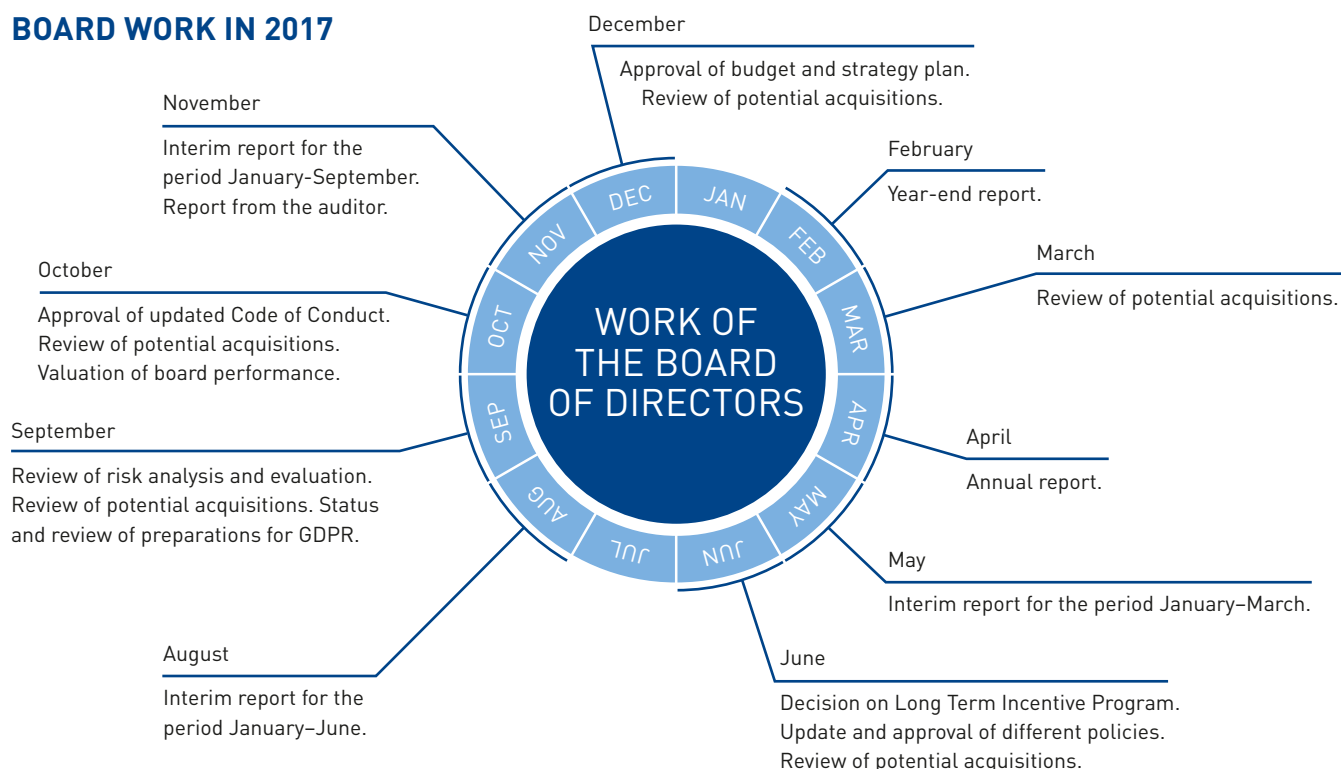 BOARD WORK IN 2017
December
Approval of budget and strategy plan.
Review of potential acquisitions.
November
Interim report for the
period January-September.
Report from the auditor.
February
Year-end report.
March
Review of potential acquisitions.
October
Approval of updated Code of Conduct.
Review of potential acquisitions.
Valuation of board performance.
September
Review of risk analysis and evaluation.
Review of potential acquisitions. Status
and review of preparations for GDPR.
April
Annual report.
May
Interim report for the period January–March.
August
Interim report for the
period January–June.
June
Decision on Long Term Incentive Program.
Update and approval of different policies.
Review of potential acquisitions.
JAN
FEB
MAR
APR
MAY
JUN
JUL
AUG
SEP
OCT
NOV
DEC
WORK OF
THE BOARD
OF DIRECTORS